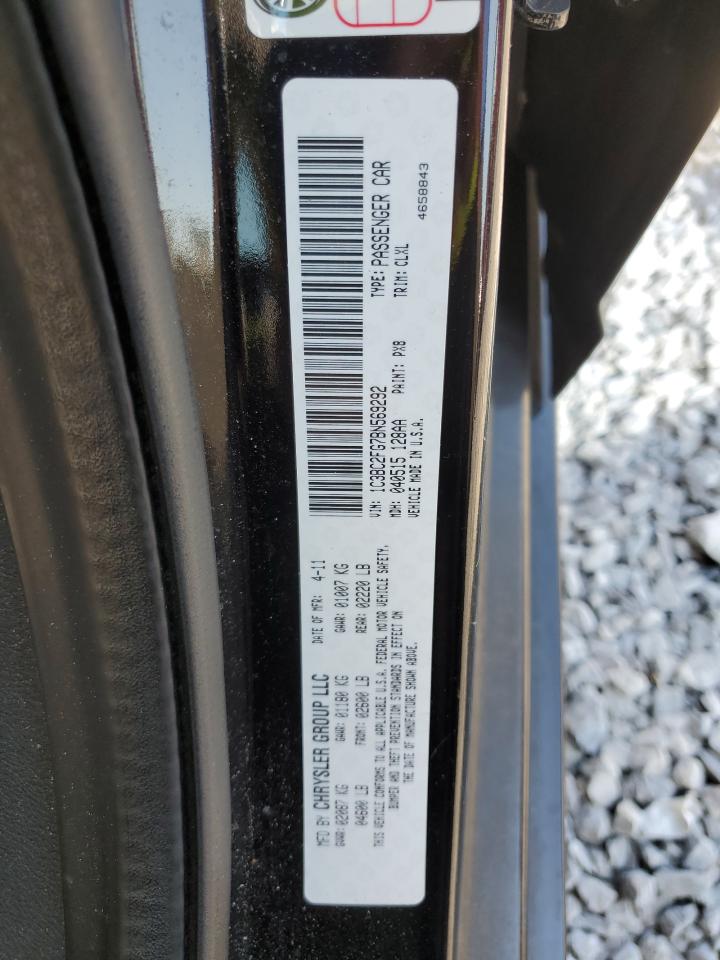 MFD BY CHRYSLER GROUP LLC DATE OF MFR: 4-11
GVWR: 02087 KG GAWR: 01180 KG GAWR: 01007 KG
04600 LB FRONT: 02600 LB REAR: 02220 LB
THIS VEHICLE CONFORMS TO ALL APPLICABLE U.S.A. FEDERAL MOTOR VEHICLE SAFETY,
BUMPER AND THEFT PREVENTION STANDARDS IN EFFECT ON
THE DATE OF MANUFACTURE SHOWN ABOVE.
VIN: 1C3BC2FG7BN569292 TYPE: PASSENGER CAR
MDH: 040515 128AA PAINT: PX8 TRIM: CLXL
VEHICLE MADE IN U.S.A. 4658843